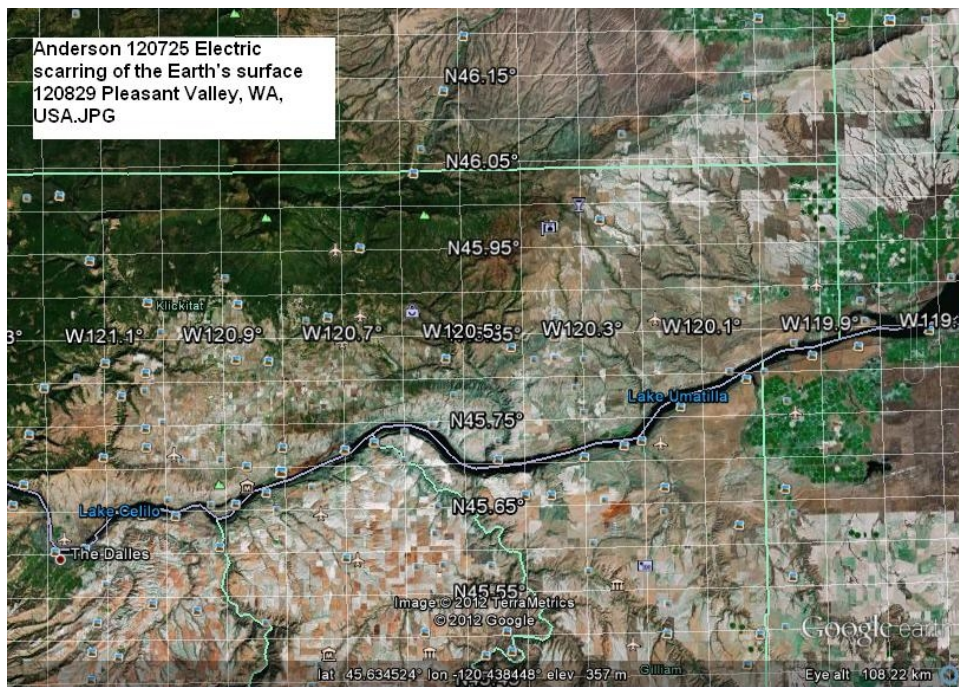 Anderson 120725 Electric
scarring of the Earth's surface
120829 Pleasant Valley, WA,
USA.JPG
N46.15°
N46.05°
N45.95°
Klickitat
W121.1° W120.9° W120.7° W120.5° W120.3° W120.1° W119.9°
Lake Umatilla
N45.75°
N45.65°
Lake Celilo
The Dalles
N45.55°
Image © 2012 TerraMetrics
© 2012 Google
Google earth
Gilliam
lat 45.634524° lon -120.438448° elev 357 m
Eye alt 108.22 km